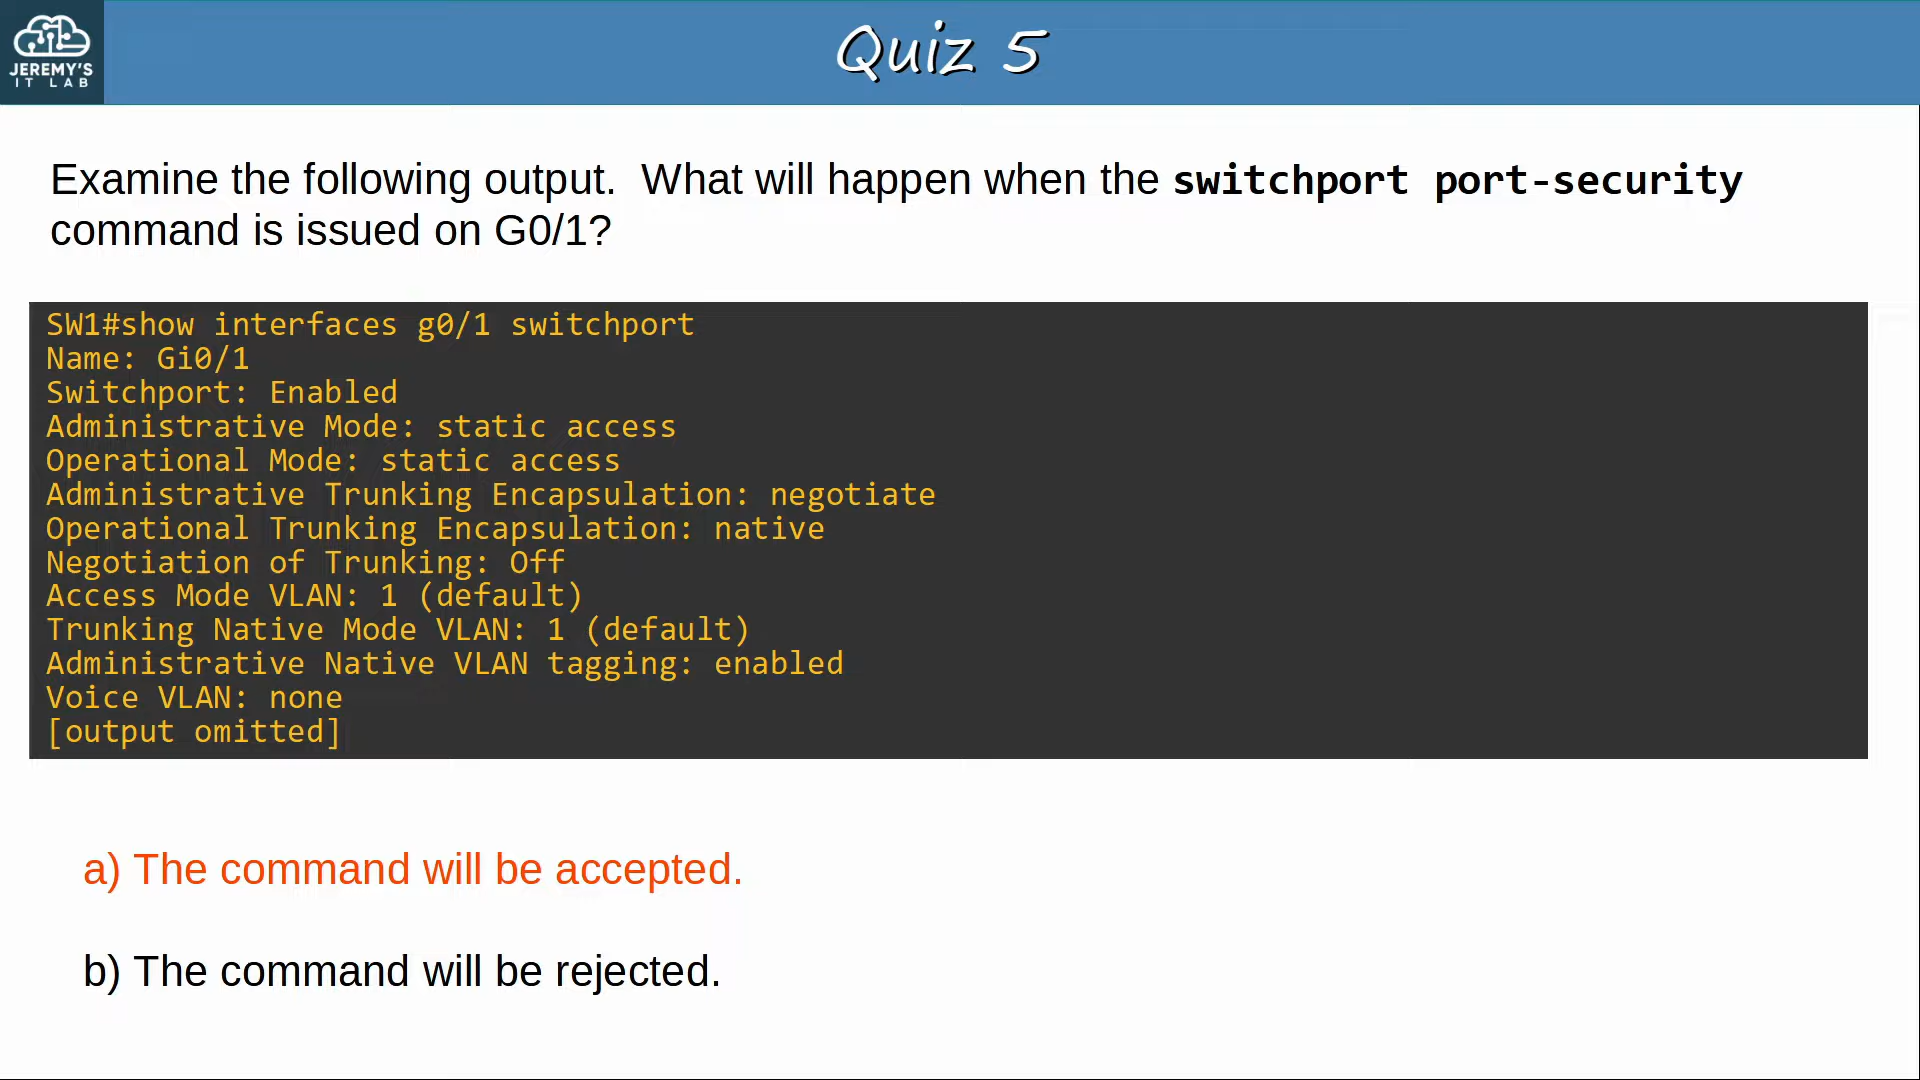 JEREMY'S
IT LAB
Quiz 5
Examine the following output.  What will happen when the switchport port-security
command is issued on G0/1?
SW1#show interfaces g0/1 switchport
Name: Gi0/1
Switchport: Enabled
Administrative Mode: static access
Operational Mode: static access
Administrative Trunking Encapsulation: negotiate
Operational Trunking Encapsulation: native
Negotiation of Trunking: Off
Access Mode VLAN: 1 (default)
Trunking Native Mode VLAN: 1 (default)
Administrative Native VLAN tagging: enabled
Voice VLAN: none
[output omitted]
a) The command will be accepted.
b) The command will be rejected.